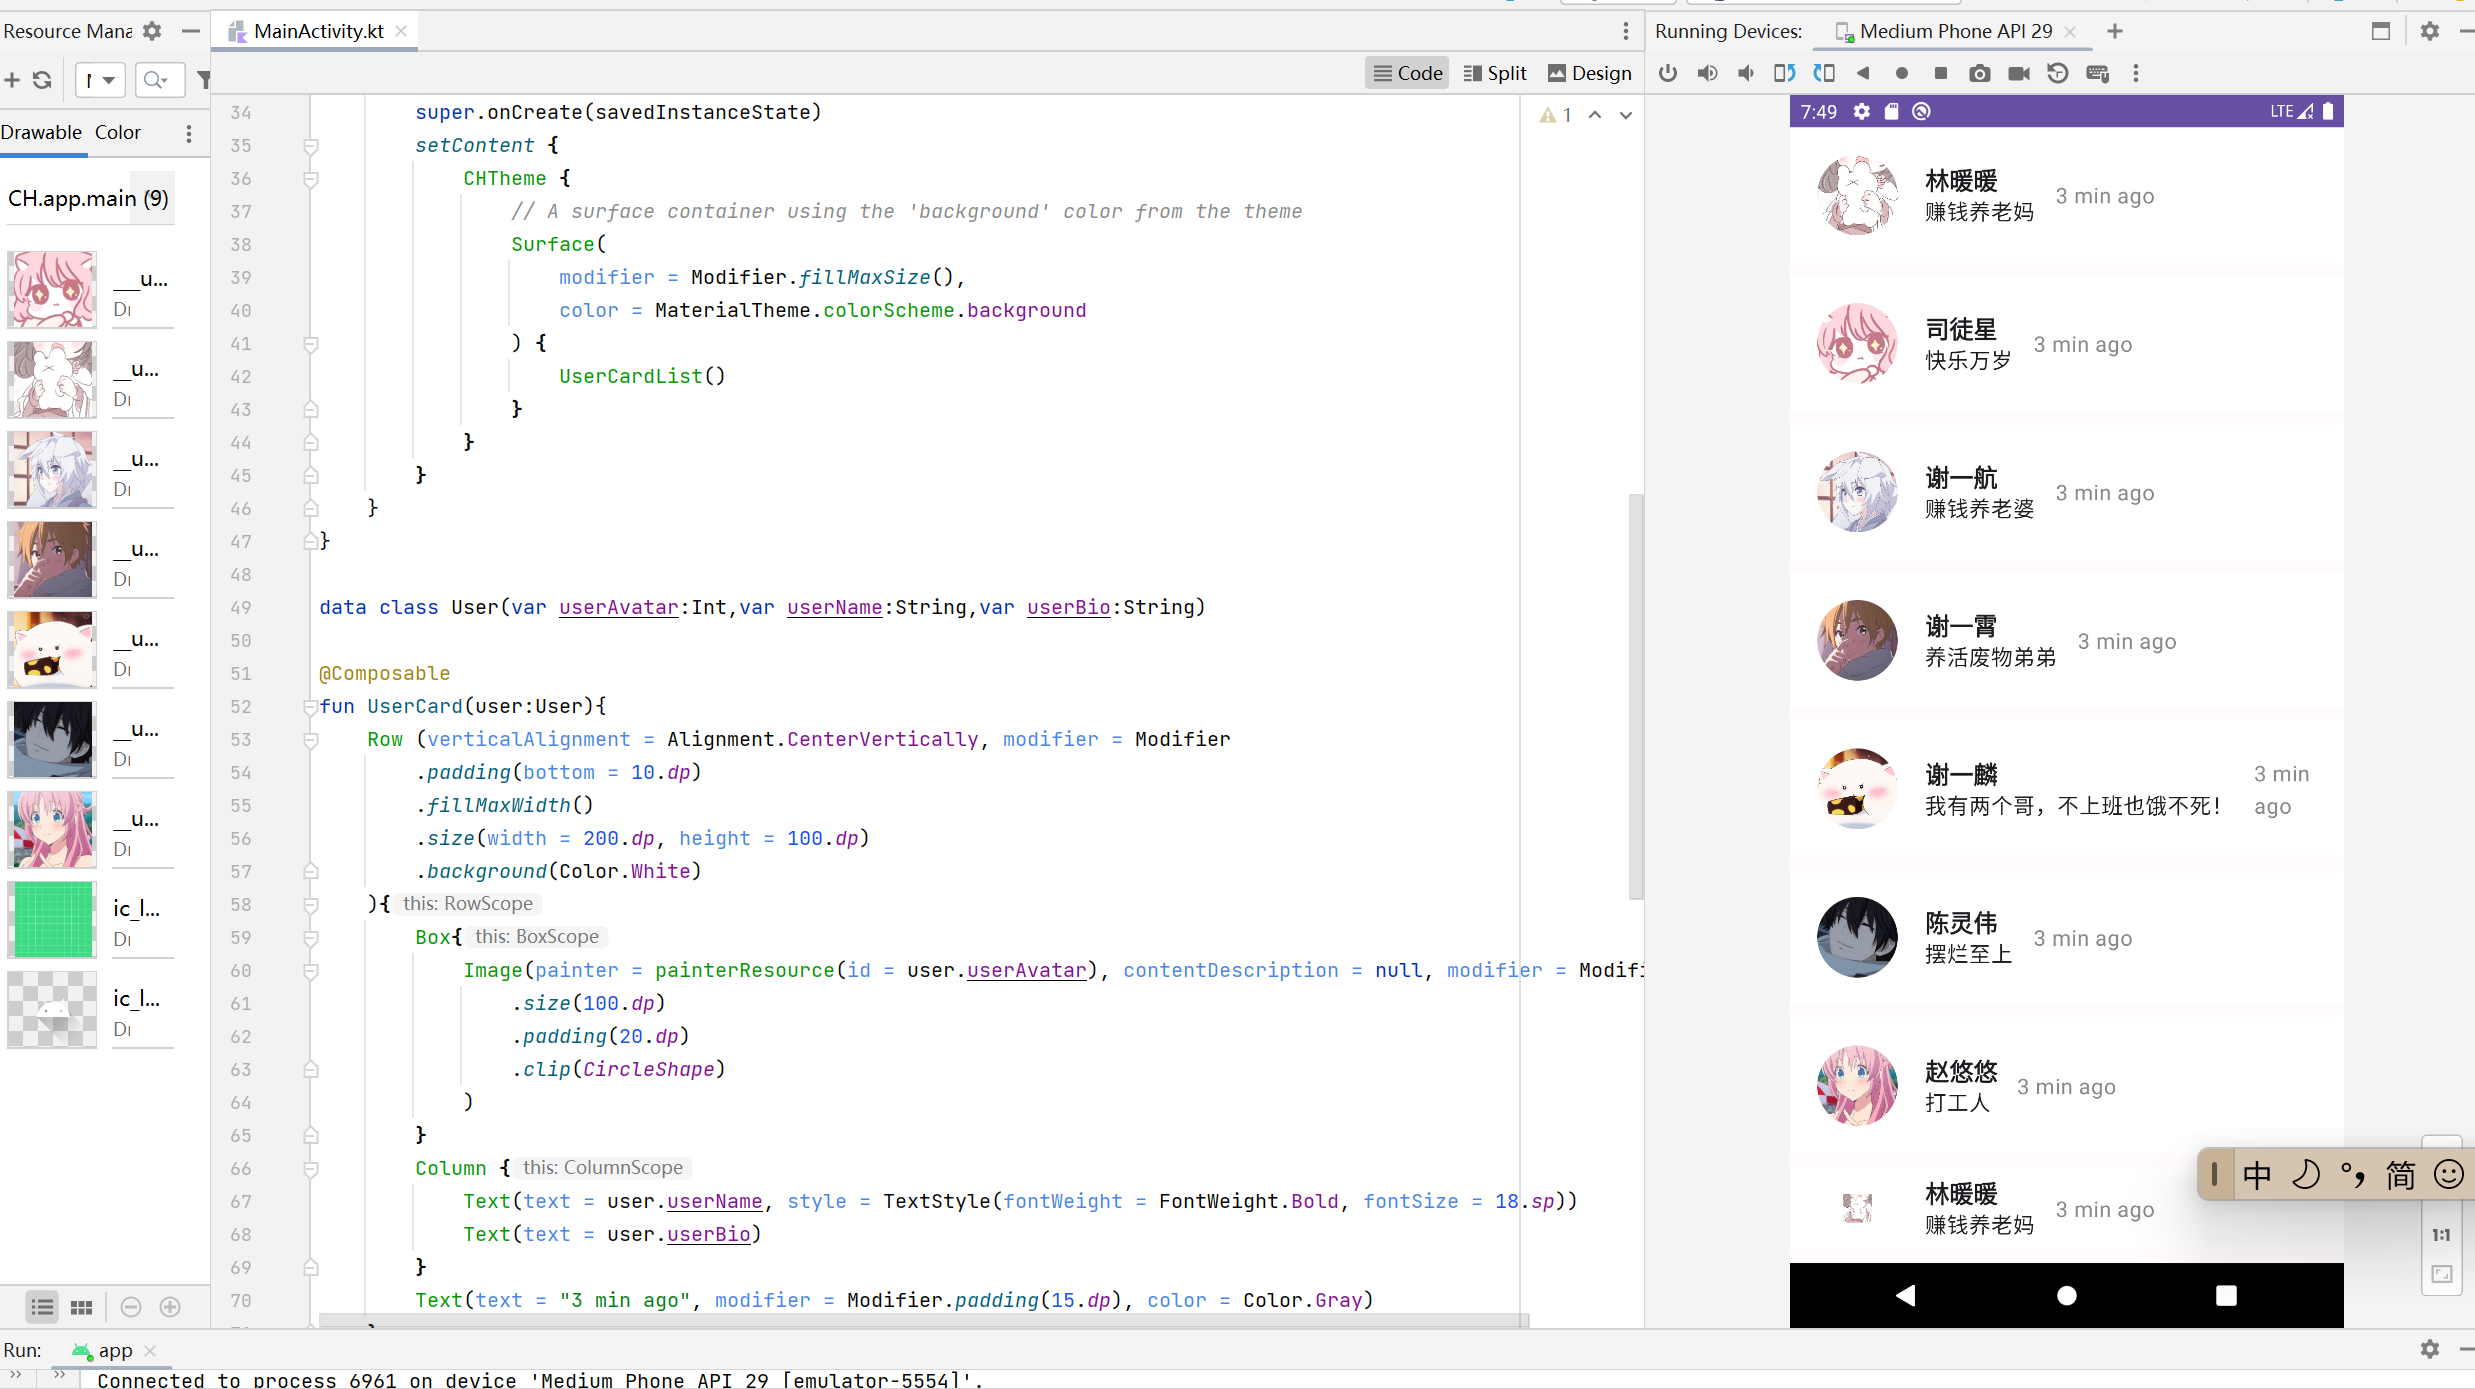 Resource Mana
MainActivity.kt
Running Devices:
Medium Phone API 29
Code
Split
Design
Drawable
Color
CH.app.main (9)
__u...
Dr
__u...
Dr
__u...
Dr
__u...
Dr
__u...
Dr
__u...
Dr
__u...
Dr
ic_l...
Dr
ic_l...
Dr
1
34 super.onCreate(savedInstanceState)
35 setContent {
36 CHTheme {
37 // A surface container using the 'background' color from the theme
38 Surface(
39 modifier = Modifier.fillMaxSize(),
40 color = MaterialTheme.colorScheme.background
41 ) {
42 UserCardList()
43 }
44 }
45 }
46 }
47 }
48
49 data class User(var userAvatar:Int,var userName:String,var userBio:String)
50
51 @Composable
52 fun UserCard(user:User){
53 Row (verticalAlignment = Alignment.CenterVertically, modifier = Modifier
54 .padding(bottom = 10.dp)
55 .fillMaxWidth()
56 .size(width = 200.dp, height = 100.dp)
57 .background(Color.White)
58 ){ this: RowScope
59 Box{ this: BoxScope
60 Image(painter = painterResource(id = user.userAvatar), contentDescription = null, modifier = Modifi
61 .size(100.dp)
62 .padding(20.dp)
63 .clip(CircleShape)
64 )
65 }
66 Column { this: ColumnScope
67 Text(text = user.userName, style = TextStyle(fontWeight = FontWeight.Bold, fontSize = 18.sp))
68 Text(text = user.userBio)
69 }
70 Text(text = "3 min ago", modifier = Modifier.padding(15.dp), color = Color.Gray)
7:49
LTE
林暖暖
赚钱养老妈
3 min ago
司徒星
快乐万岁
3 min ago
谢一航
赚钱养老婆
3 min ago
谢一霄
养活废物弟弟
3 min ago
谢一麟
我有两个哥，不上班也饿不死！
3 min
ago
陈灵伟
摆烂至上
3 min ago
赵悠悠
打工人
3 min ago
林暖暖
赚钱养老妈
3 min ago
中
简
1:1
Run:
app
Connected to process 6961 on device 'Medium_Phone_API_29 [emulator-5554]'.